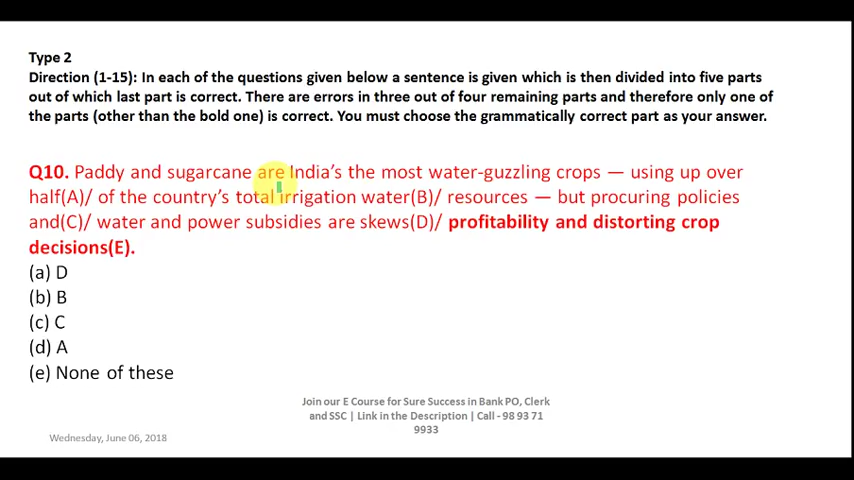 Type 2
Direction (1-15): In each of the questions given below a sentence is given which is then divided into five parts
out of which last part is correct. There are errors in three out of four remaining parts and therefore only one of
the parts (other than the bold one) is correct. You must choose the grammatically correct part as your answer.
Q10. Paddy and sugarcane are India's the most water-guzzling crops — using up over
half(A)/ of the country's total irrigation water(B)/ resources — but procuring policies
and(C)/ water and power subsidies are skews(D)/ profitability and distorting crop
decisions(E).
(a) D
(b) B
(c) C
(d) A
(e) None of these
Join our E Course for Sure Success in Bank PO, Clerk
and SSC | Link in the Description | Call - 98 93 71
9933
Wednesday, June 06, 2018